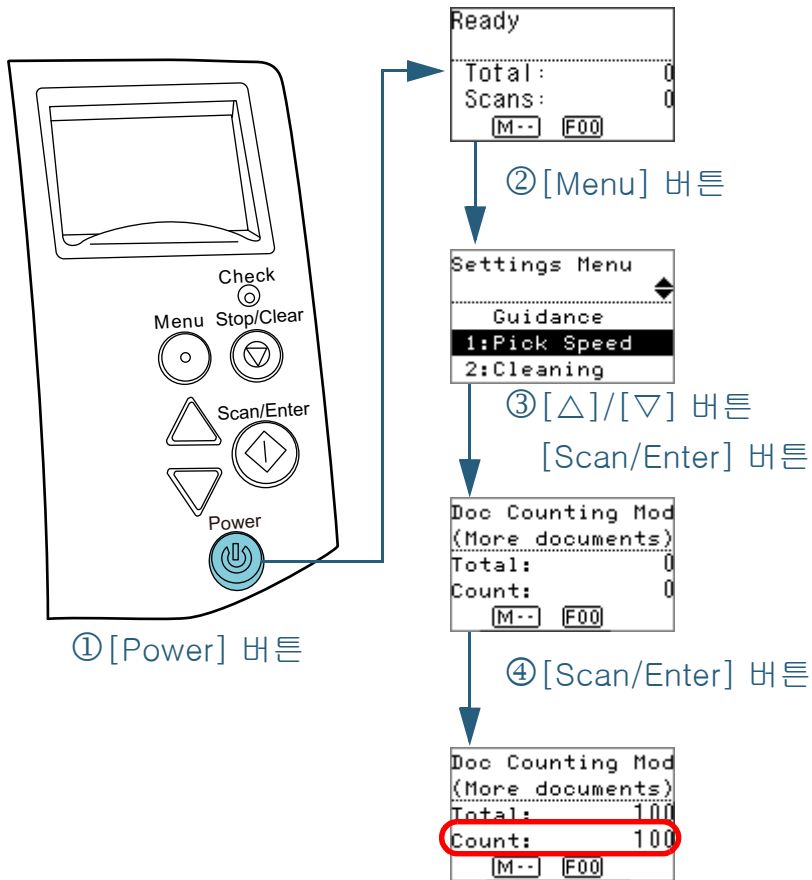 Check
Menu Stop/Clear
Scan/Enter
Power
①[Power] 버튼
Ready
Total: 0
Scans: 0
M-- F00
②[Menu] 버튼
Settings Menu
Guidance
1:Pick Speed
2:Cleaning
③[△]/[▽] 버튼
[Scan/Enter] 버튼
Doc Counting Mod
(More documents)
Total: 0
Count: 0
M-- F00
④[Scan/Enter] 버튼
Doc Counting Mod
(More documents)
Total: 100
Count: 100
M-- F00